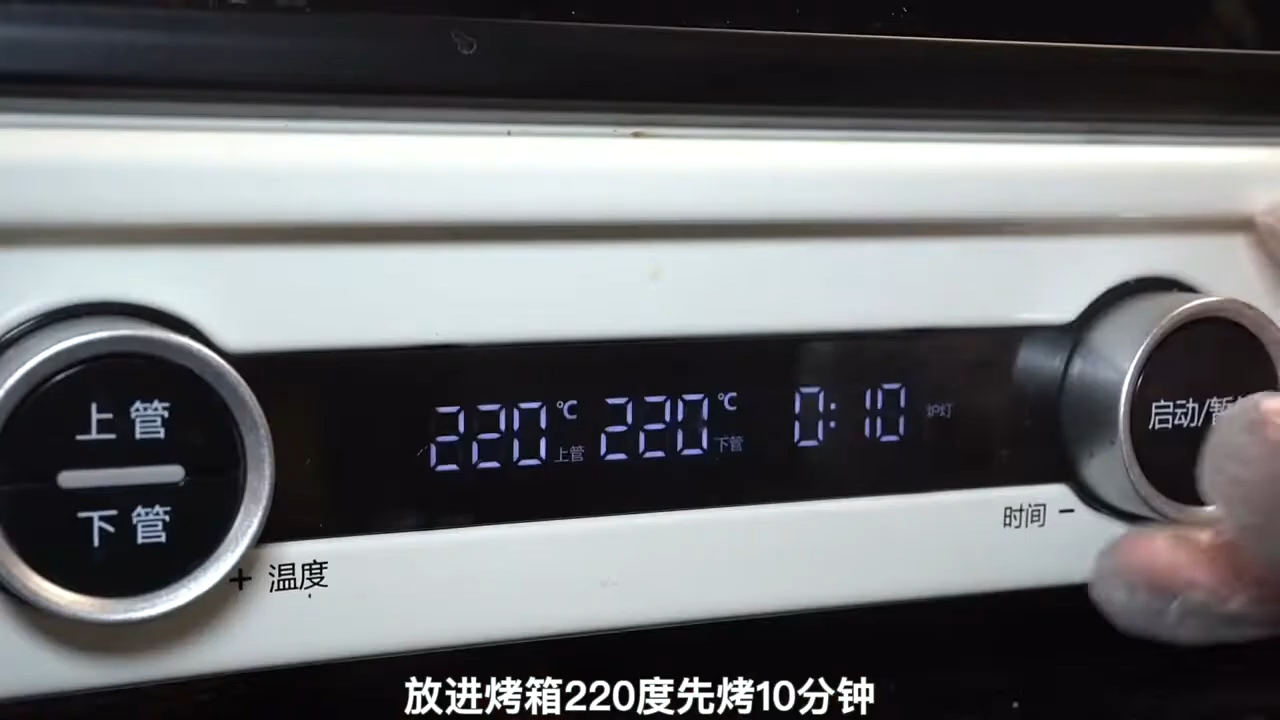 上管
下管
+ 温度
220℃ 上管 220℃ 下管 0:10 炉灯
启动/暂
时间 −
放进烤箱220度先烤10分钟